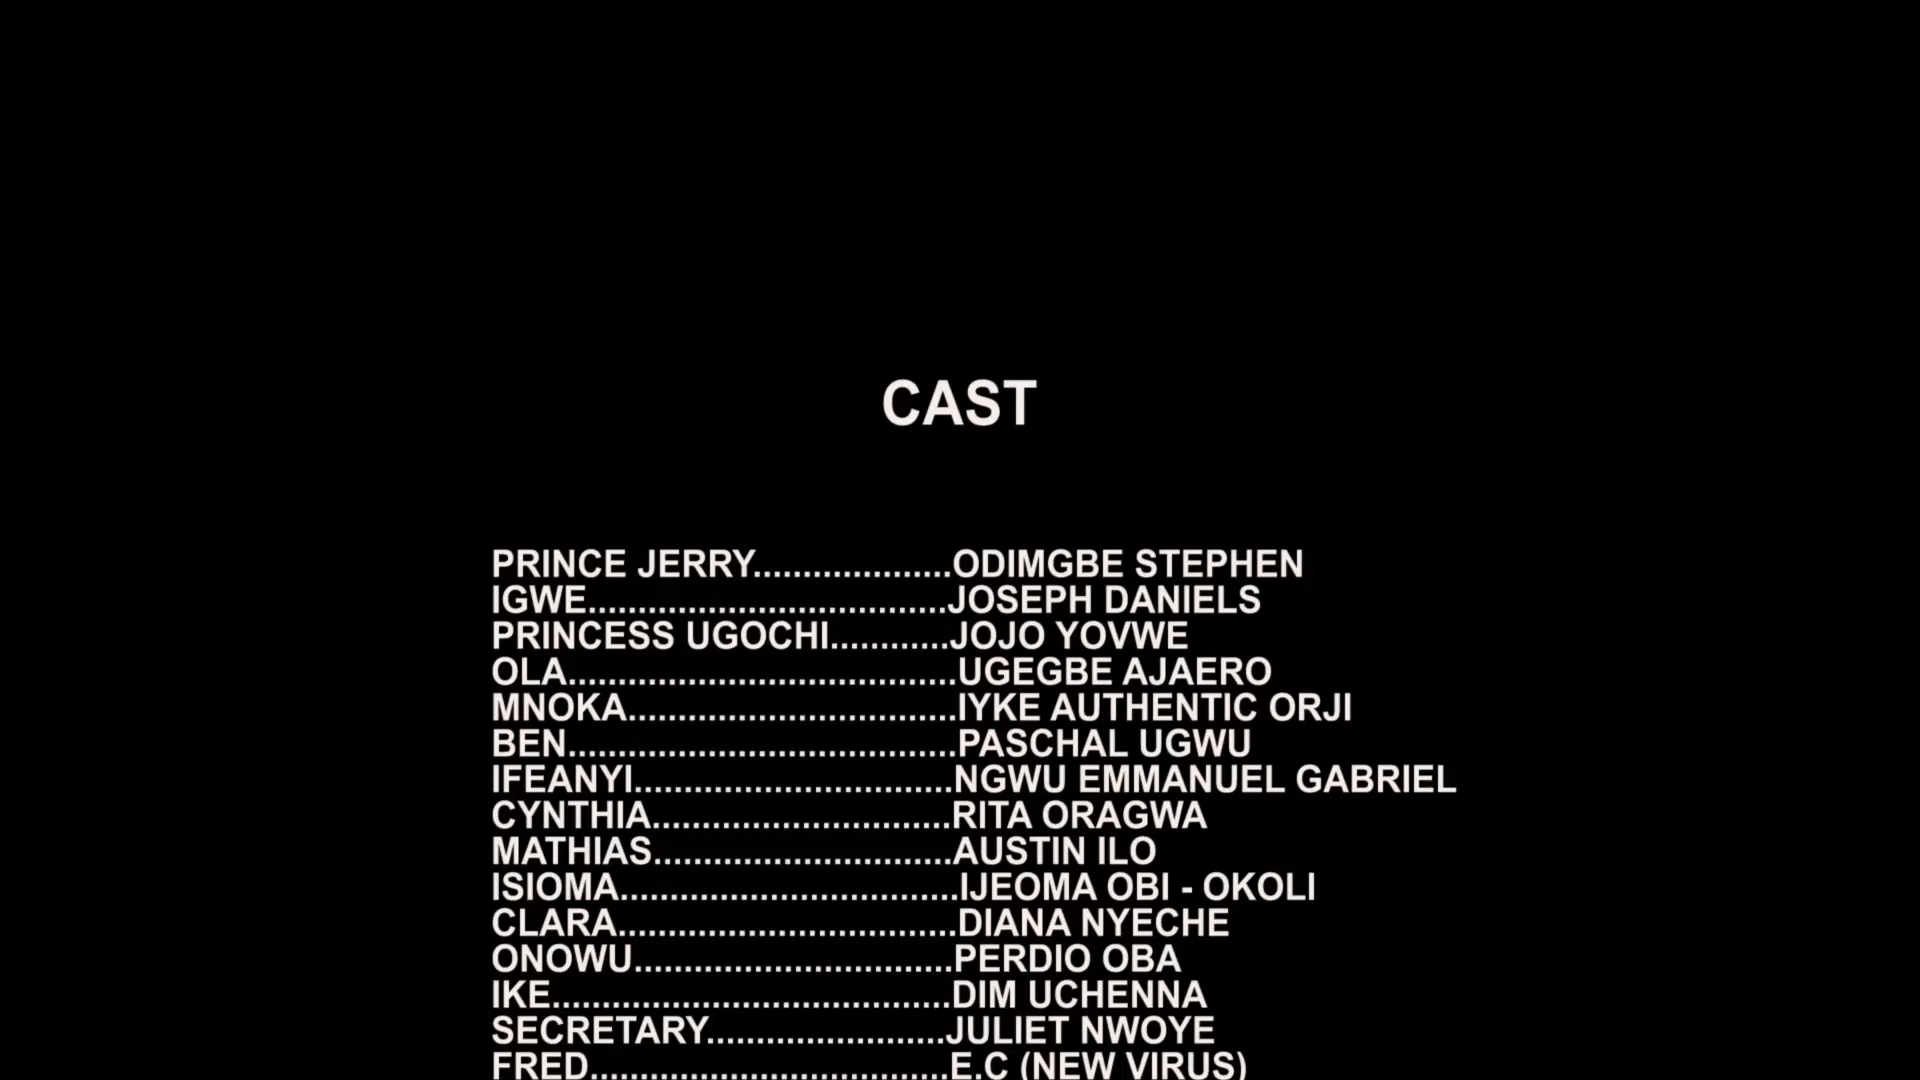 CAST
PRINCE JERRY....................ODIMGBE STEPHEN
IGWE....................................JOSEPH DANIELS
PRINCESS UGOCHI............JOJO YOVWE
OLA.......................................UGEGBE AJAERO
MNOKA.................................IYKE AUTHENTIC ORJI
BEN.......................................PASCHAL UGWU
IFEANYI................................NGWU EMMANUEL GABRIEL
CYNTHIA..............................RITA ORAGWA
MATHIAS..............................AUSTIN ILO
ISIOMA..................................IJEOMA OBI - OKOLI
CLARA..................................DIANA NYECHE
ONOWU................................PERDIO OBA
IKE........................................DIM UCHENNA
SECRETARY........................JULIET NWOYE
FRED....................................E.C (NEW VIRUS)